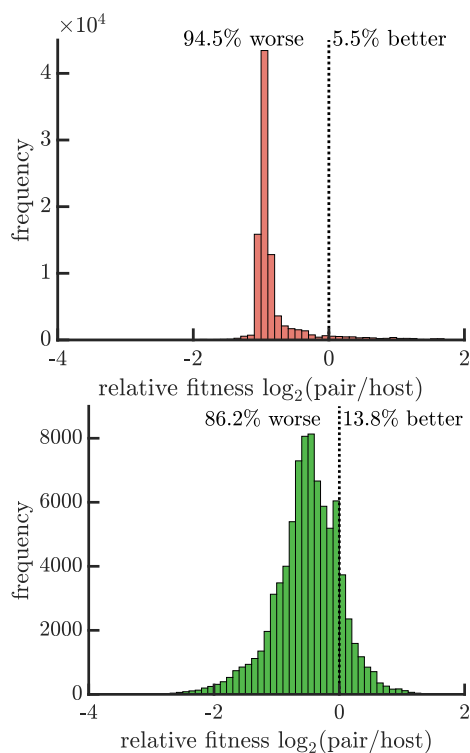 ×10⁴
94.5% worse
5.5% better
4
3
2
1
0
frequency
-4
-2
0
2
relative fitness log₂(pair/host)
86.2% worse
13.8% better
8000
6000
4000
2000
0
frequency
-4
-2
0
2
relative fitness log₂(pair/host)